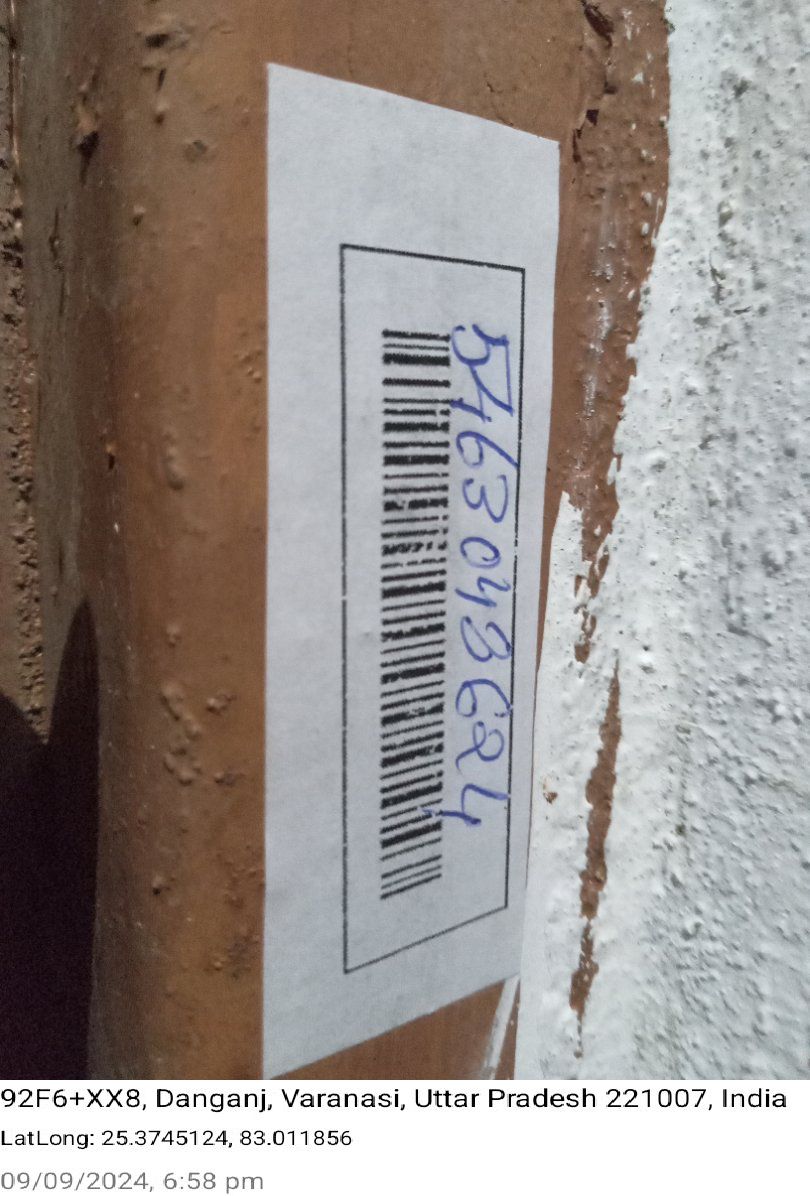 5463048624
92F6+XX8, Danganj, Varanasi, Uttar Pradesh 221007, India
LatLong: 25.3745124, 83.011856
09/09/2024, 6:58 pm